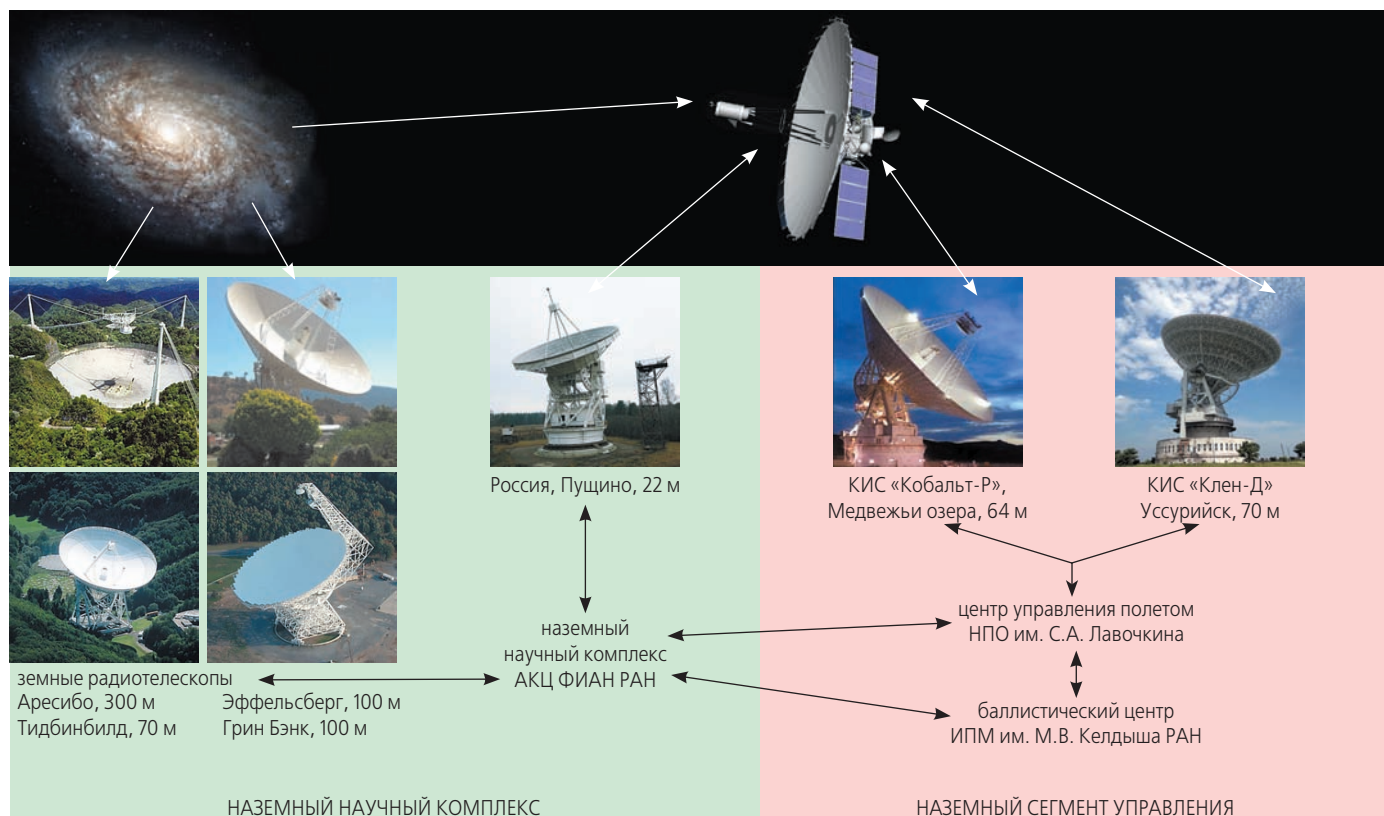 Россия, Пущино, 22 м
КИС «Кобальт-Р»,
Медвежьи озера, 64 м
КИС «Клен-Д»
Уссурийск, 70 м
наземный
научный комплекс
АКЦ ФИАН РАН
центр управления полетом
НПО им. С.А. Лавочкина
земные радиотелескопы
Аресибо, 300 м
Тидбинбилд, 70 м
Эффельсберг, 100 м
Грин Бэнк, 100 м
баллистический центр
ИПМ им. М.В. Келдыша РАН
НАЗЕМНЫЙ НАУЧНЫЙ КОМПЛЕКС
НАЗЕМНЫЙ СЕГМЕНТ УПРАВЛЕНИЯ